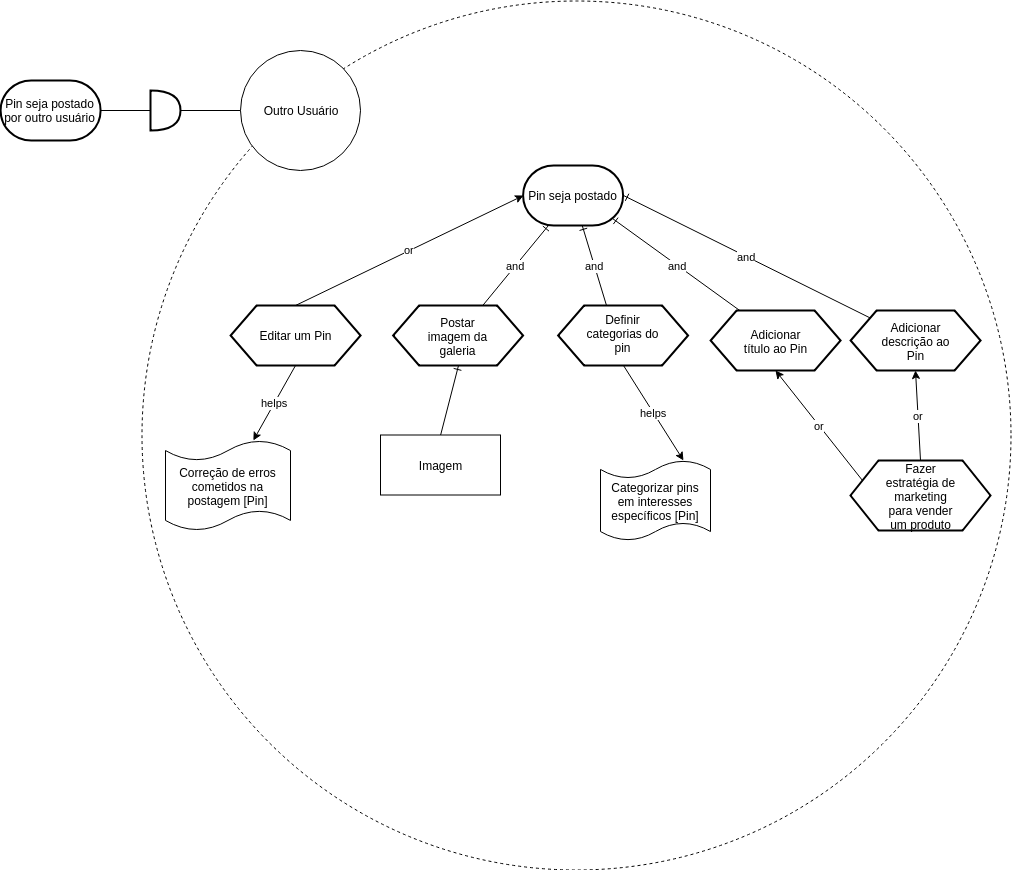 Pin seja postado
por outro usuário
Outro Usuário
Pin seja postado
or
and
and
and
and
Editar um Pin
Postar
imagem da
galeria
Definir
categorias do
pin
Adicionar
título ao Pin
Adicionar
descrição ao
Pin
helps
helps
or
or
Correção de erros
cometidos na
postagem [Pin]
Imagem
Categorizar pins
em interesses
específicos [Pin]
Fazer
estratégia de
marketing
para vender
um produto